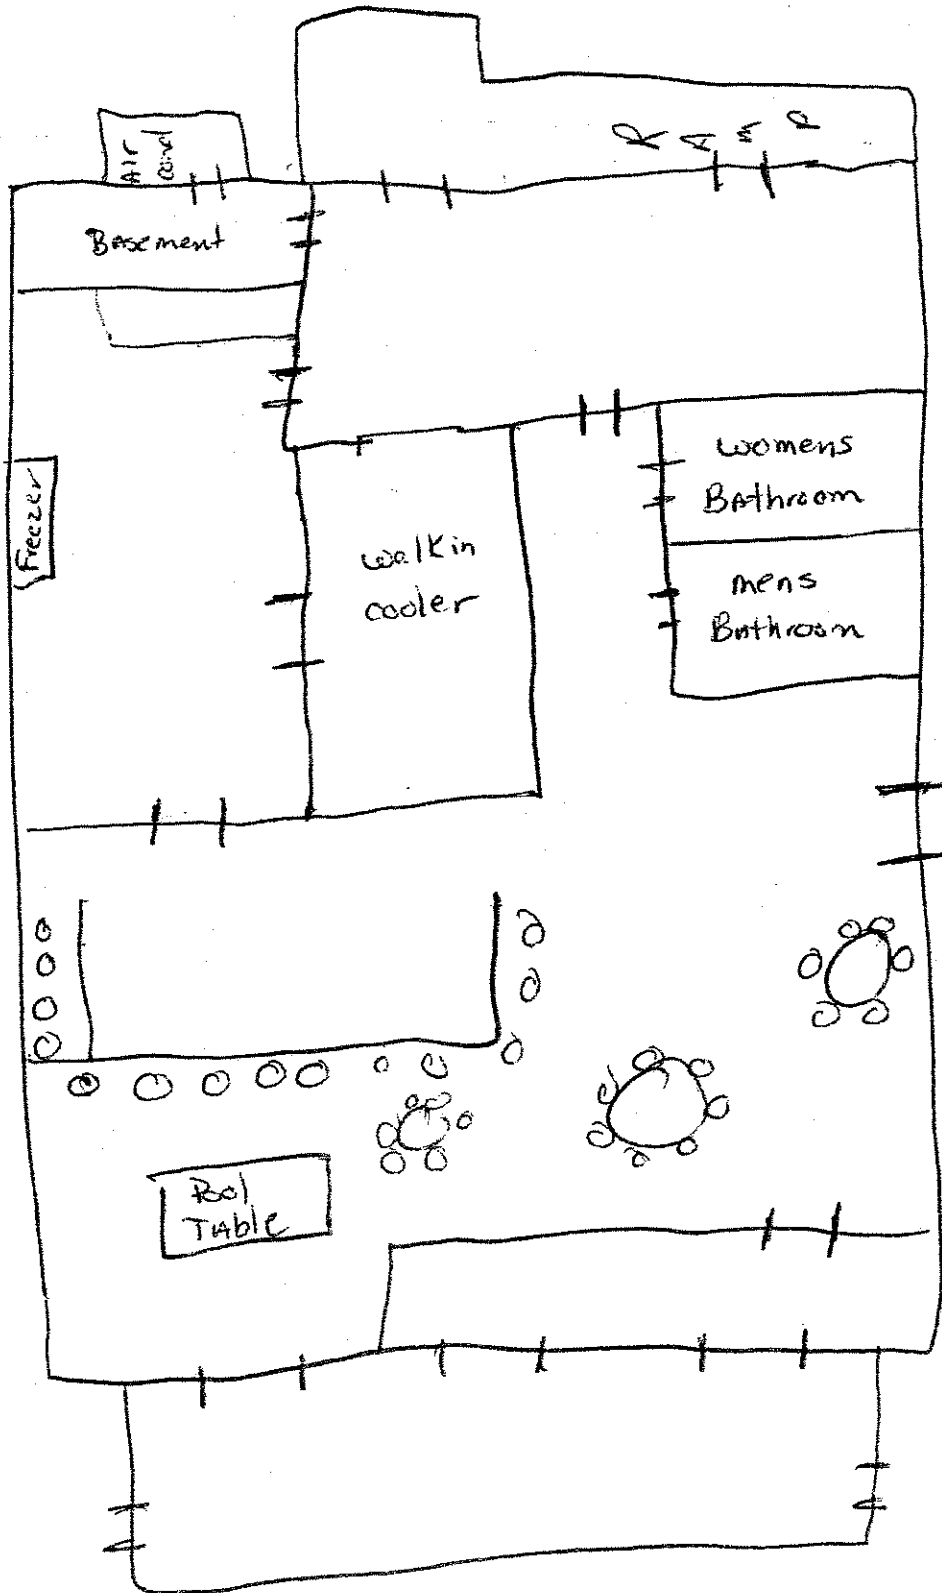 RAmP
AIr
cond
BAsement
Freezer
womens
BAthroom
walkin
cooler
mens
BAthroom
Pool
TAble